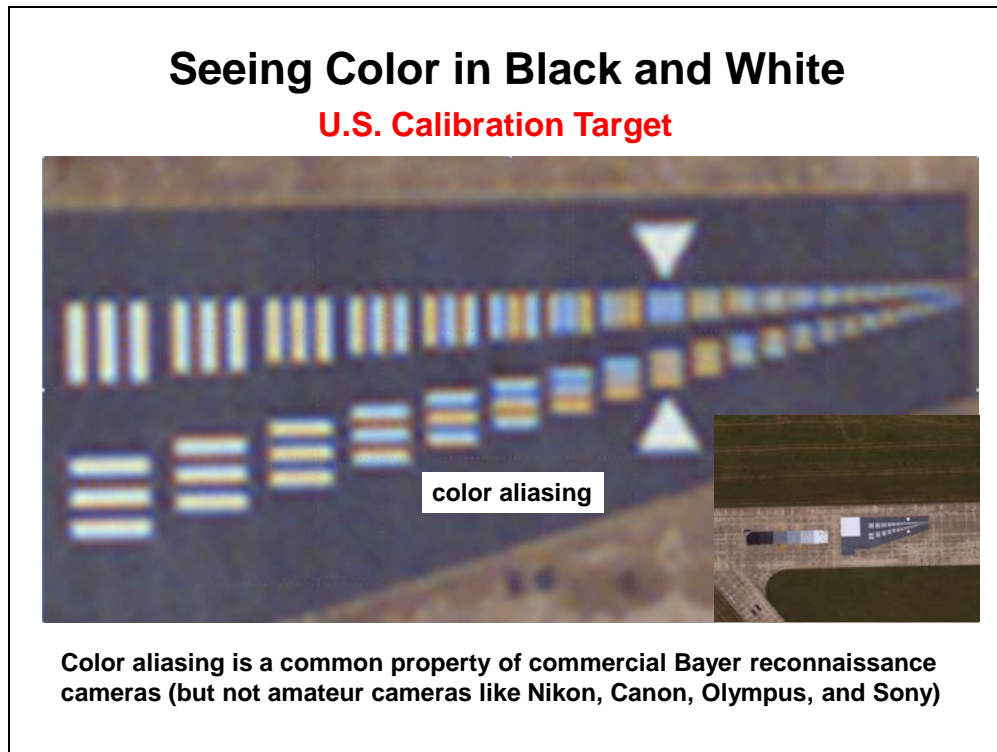 Seeing Color in Black and White
U.S. Calibration Target
color aliasing
Color aliasing is a common property of commercial Bayer reconnaissance
cameras (but not amateur cameras like Nikon, Canon, Olympus, and Sony)